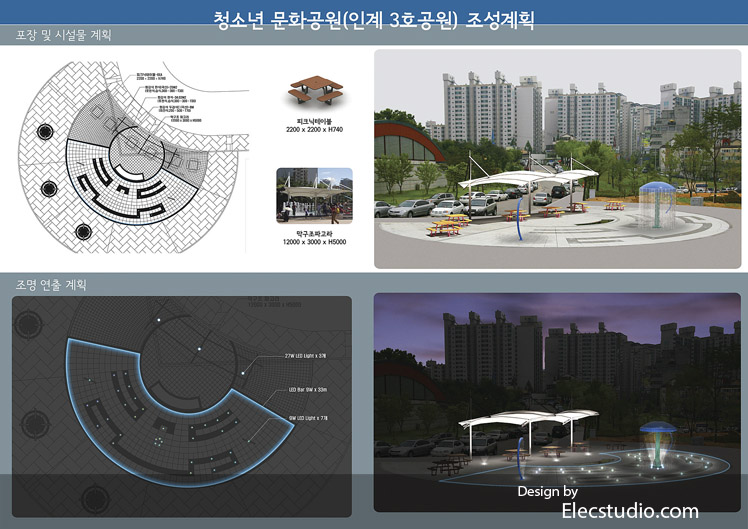 청소년 문화공원(인계 3호공원) 조성계획
포장 및 시설물 계획
피크닉테이블
2200 x 2200 x H740
막구조파고라
12000 x 3000 x H5000
조명 연출 계획
27W LED Light x 3개
LED Bar 9W x 33m
9W LED Light x 7개
Design by
Elecstudio.com